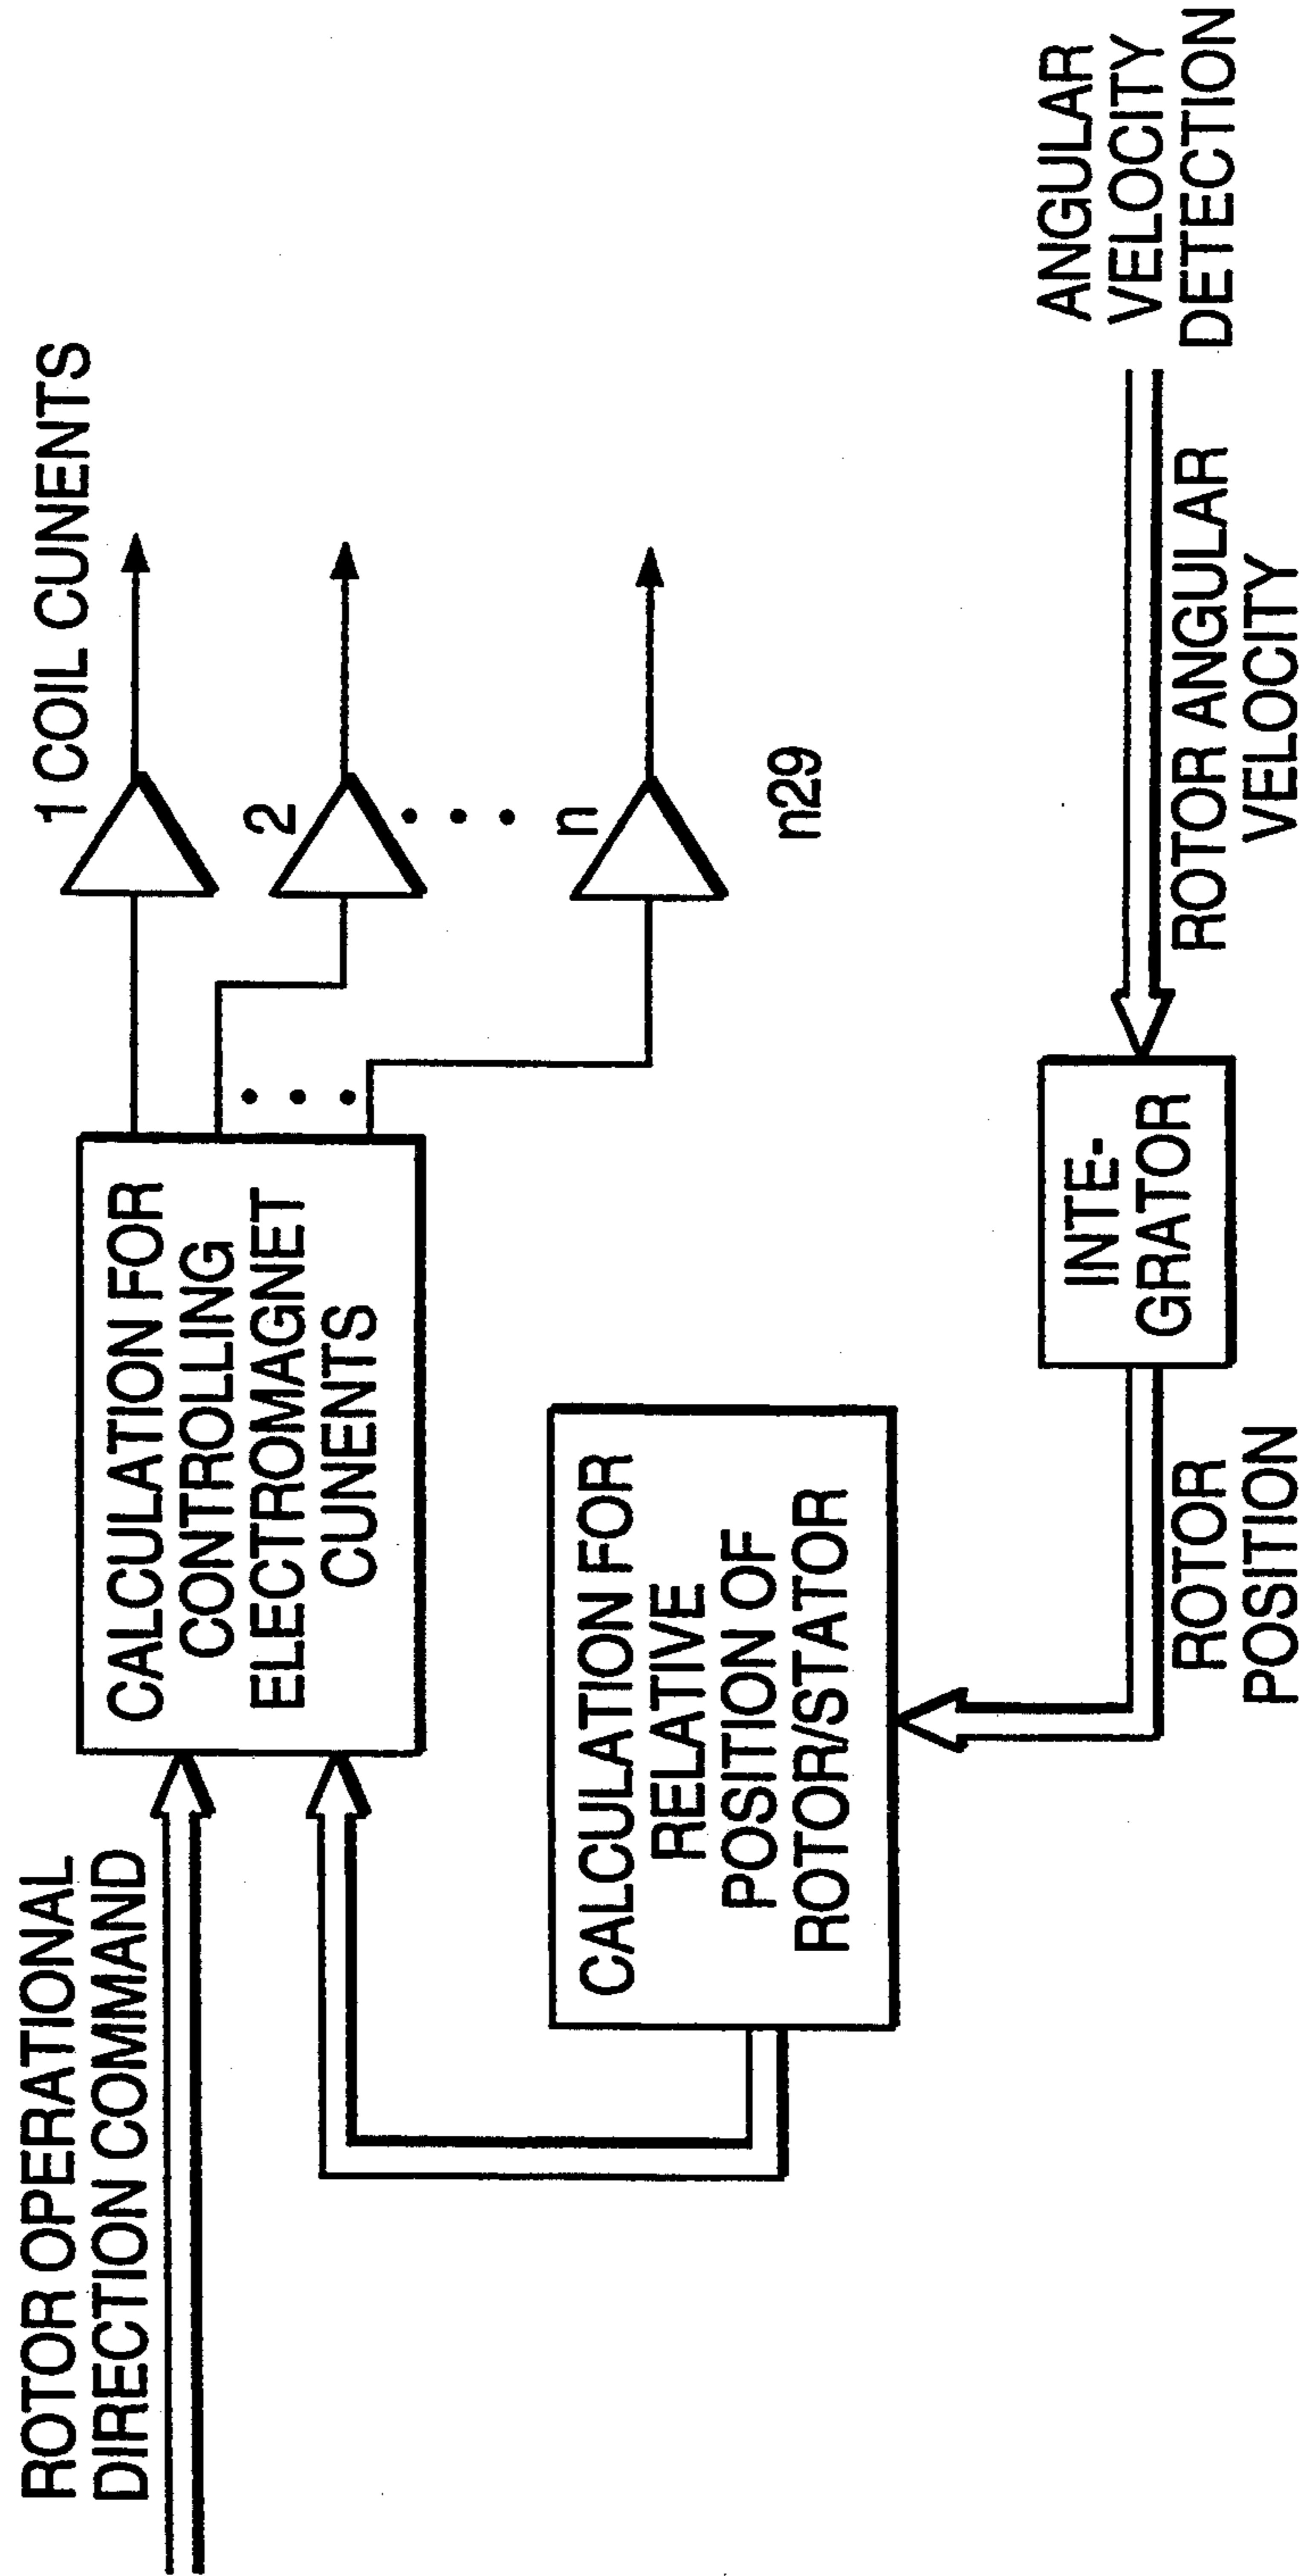 ROTOR OPERATIONAL
DIRECTION COMMAND
CALCULATION FOR
CONTROLLING
ELECTROMAGNET
CUNENTS
1 COIL CUNENTS
2
n
n29
CALCULATION FOR
RELATIVE
POSITION OF
ROTOR/STATOR
ROTOR
POSITION
INTE-
GRATOR
ROTOR ANGULAR
VELOCITY
ANGULAR
VELOCITY
DETECTION